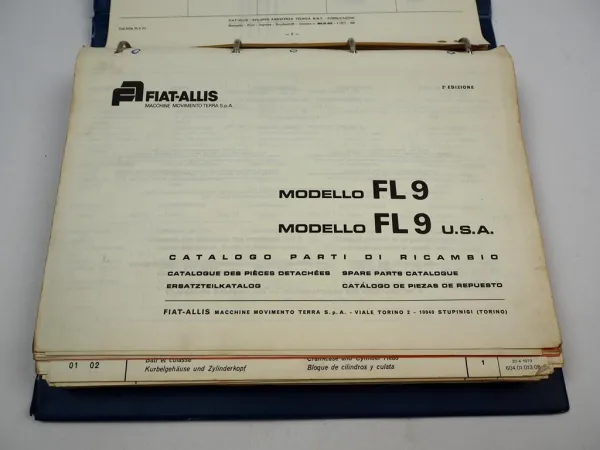 FIAT-ALLIS
MACCHINE MOVIMENTO TERRA S.p.A.
2ª EDIZIONE
MODELLO FL 9
MODELLO FL 9 U.S.A.
CATALOGO PARTI DI RICAMBIO
CATALOGUE DES PIÈCES DETACHÉES SPARE PARTS CATALOGUE
ERSATZTEILKATALOG CATÁLOGO DE PIEZAS DE REPUESTO
FIAT-ALLIS MACCHINE MOVIMENTO TERRA S.p.A. - VIALE TORINO 2 - 10040 STUPINIGI (TORINO)
01 02
Kurbelgehäuse und Zylinderkopf
Crankcase and Cylinder Head
Bloque de cilindros y culata
1